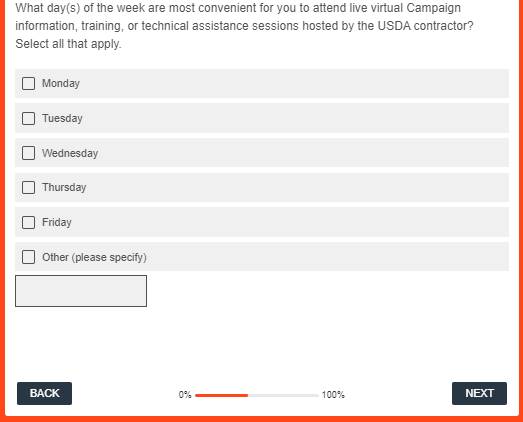 What day(s) of the week are most convenient for you to attend live virtual Campaign
information, training, or technical assistance sessions hosted by the USDA contractor?
Select all that apply.
Monday
Tuesday
Wednesday
Thursday
Friday
Other (please specify)
BACK
0%
100%
NEXT